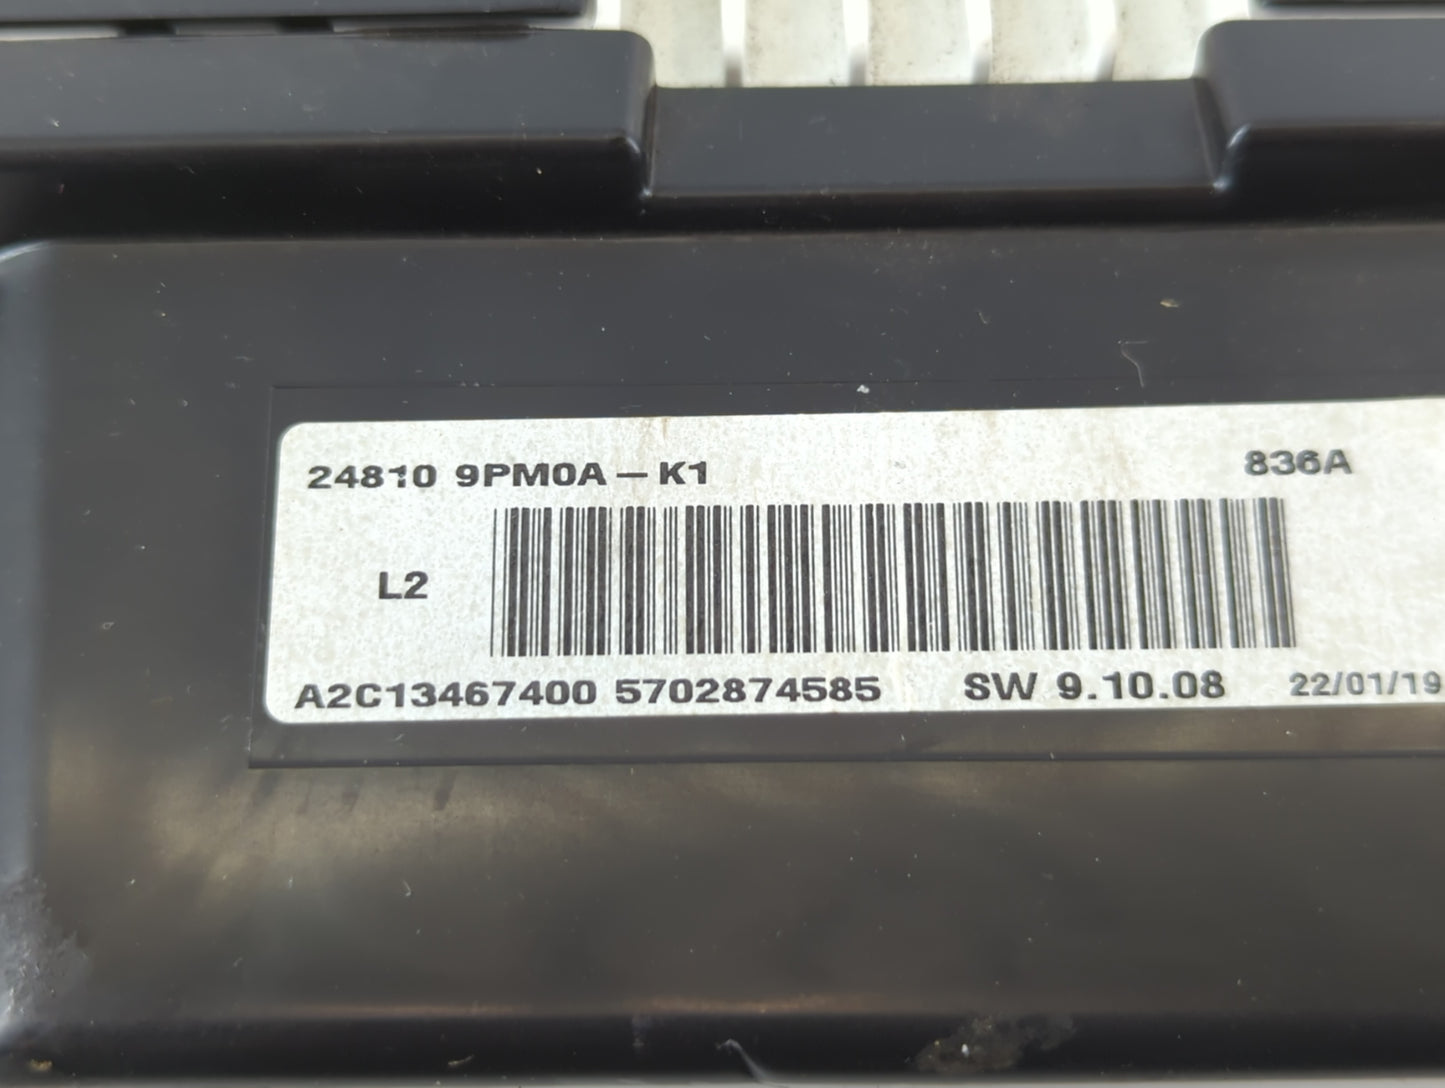 24810 9PM0A – K1 836A
L2
A2C13467400 5702874585 SW 9.10.08 22/01/19